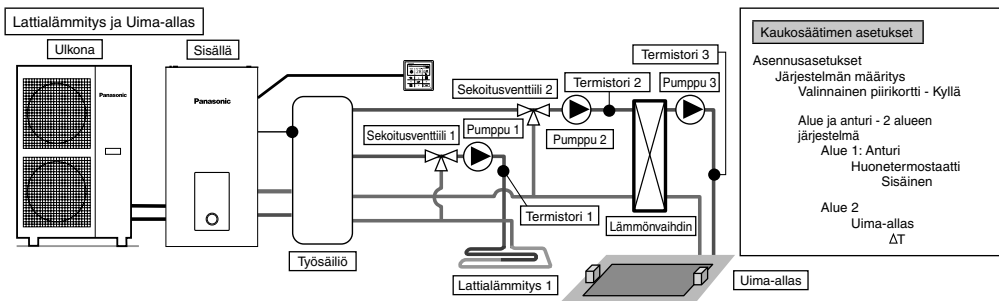 Lattialämmitys ja Uima-allas
Ulkona
Sisällä
Panasonic
Panasonic
Sekoitusventtiili 1
Pumppu 1
Sekoitusventtiili 2
Pumppu 2
Termistori 2
Termistori 3
Pumppu 3
Termistori 1
Lämmönvaihdin
Työsäiliö
Lattialämmitys 1
Uima-allas
Kaukosäätimen asetukset
Asennusasetukset
Järjestelmän määritys
Valinnainen piirikortti - Kyllä
Alue ja anturi - 2 alueen
järjestelmä
Alue 1: Anturi
Huonetermostaatti
Sisäinen
Alue 2
Uima-allas
ΔT